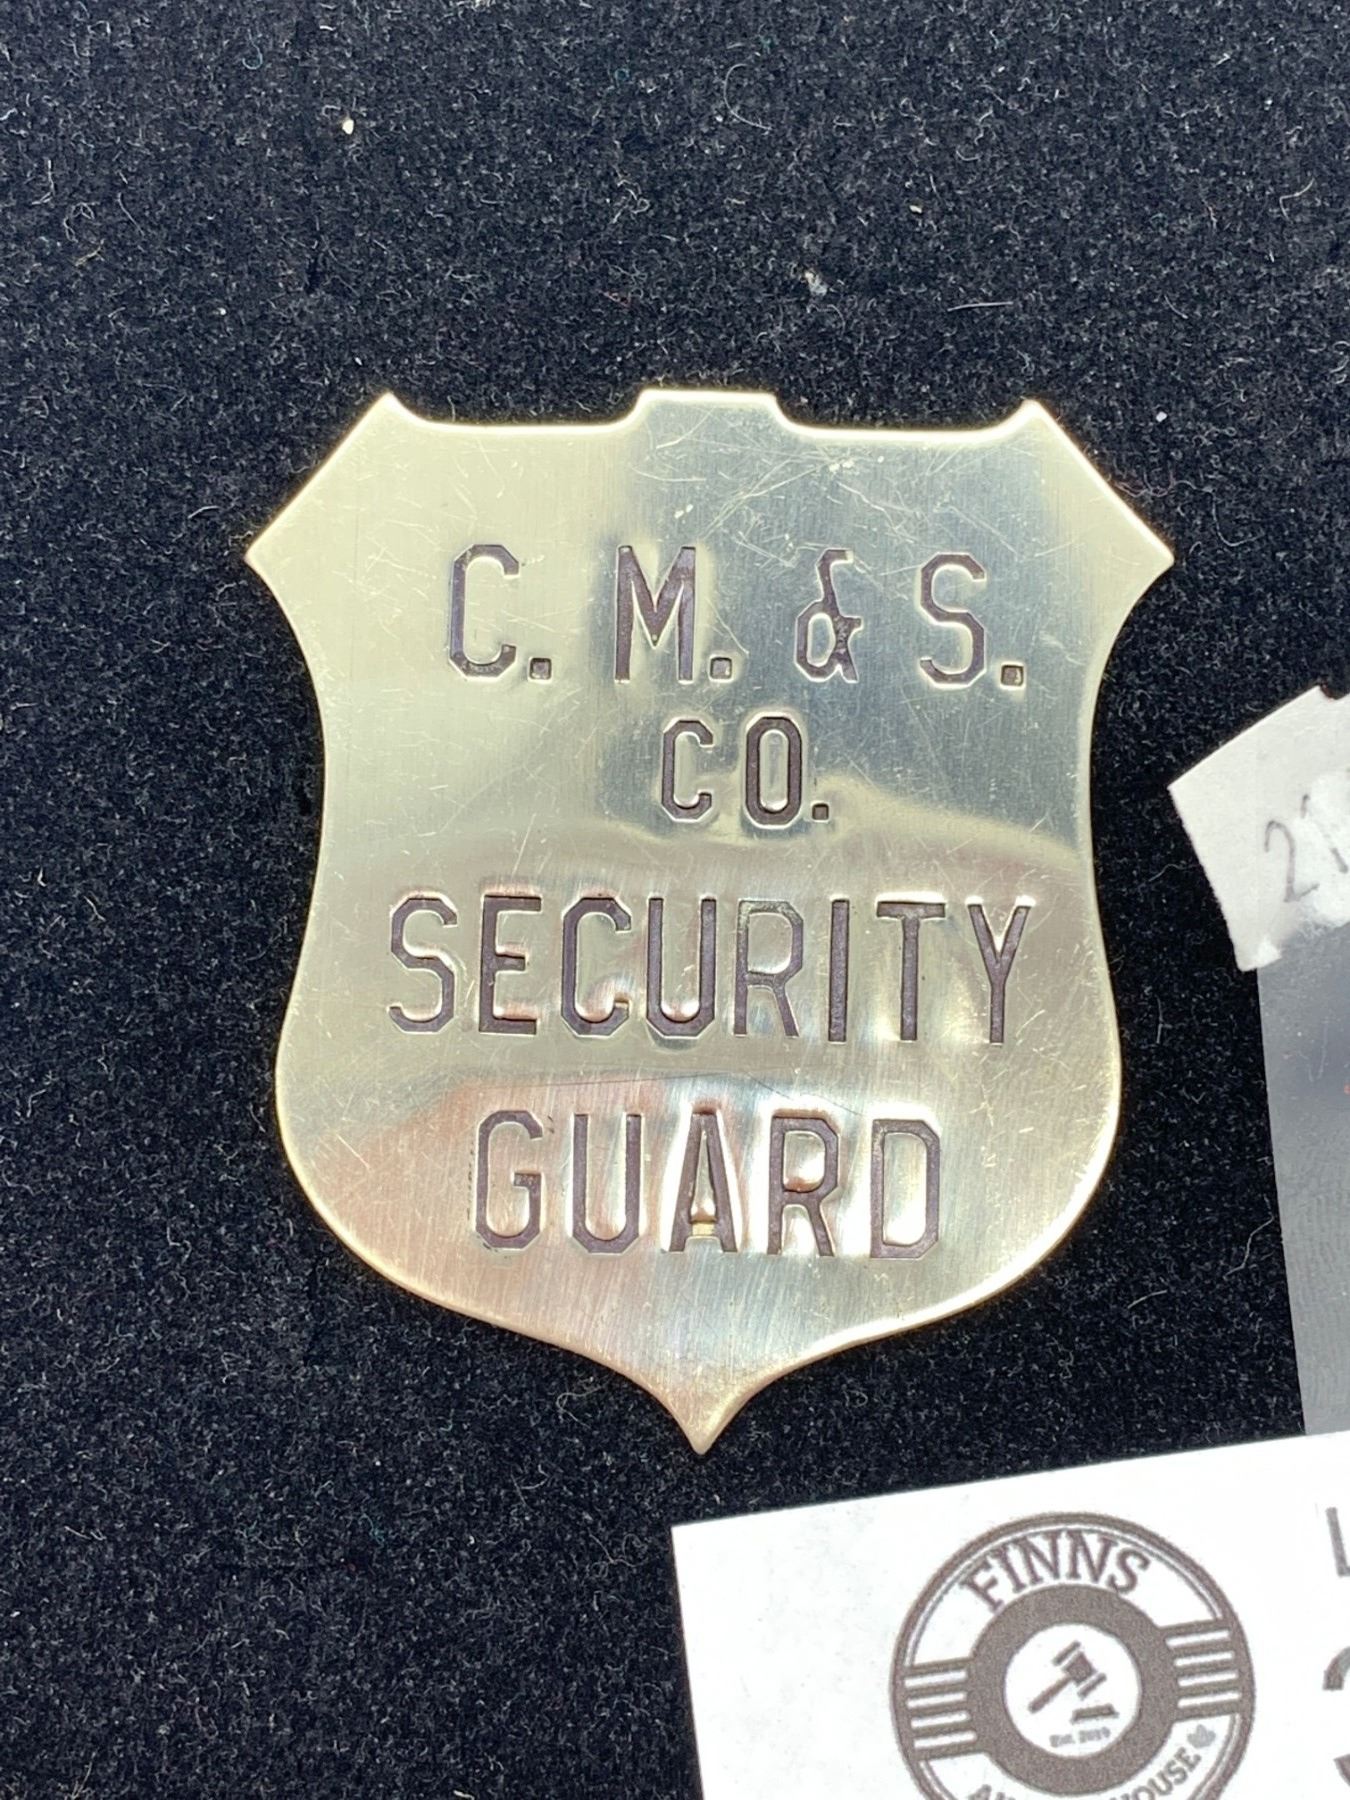 C. M. & S.
CO.
SECURITY
GUARD
FINNS